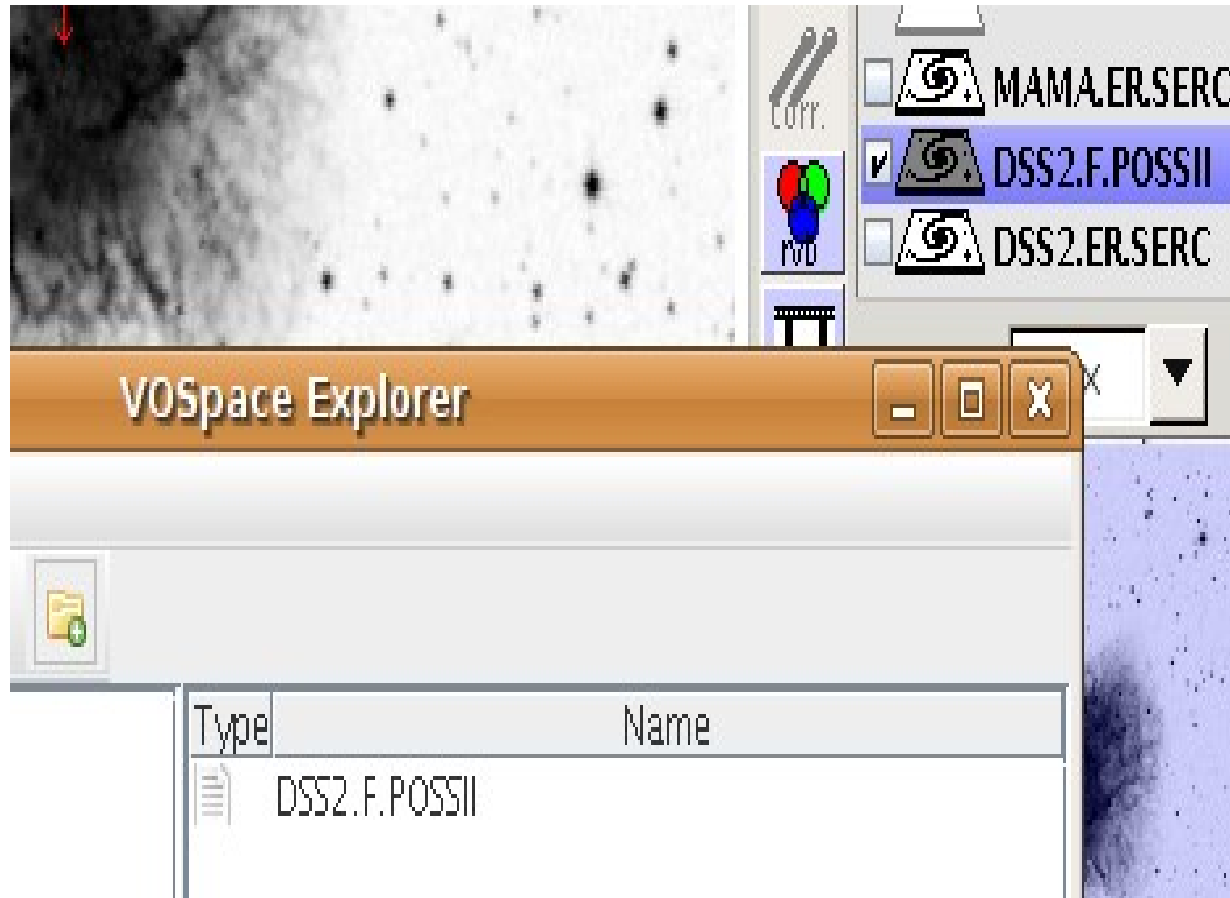 MAMA.ER.SERC
corr.
DSS2.F.POSSII
DSS2.ER.SERC
VOSpace Explorer
Type Name
DSS2.F.POSSII